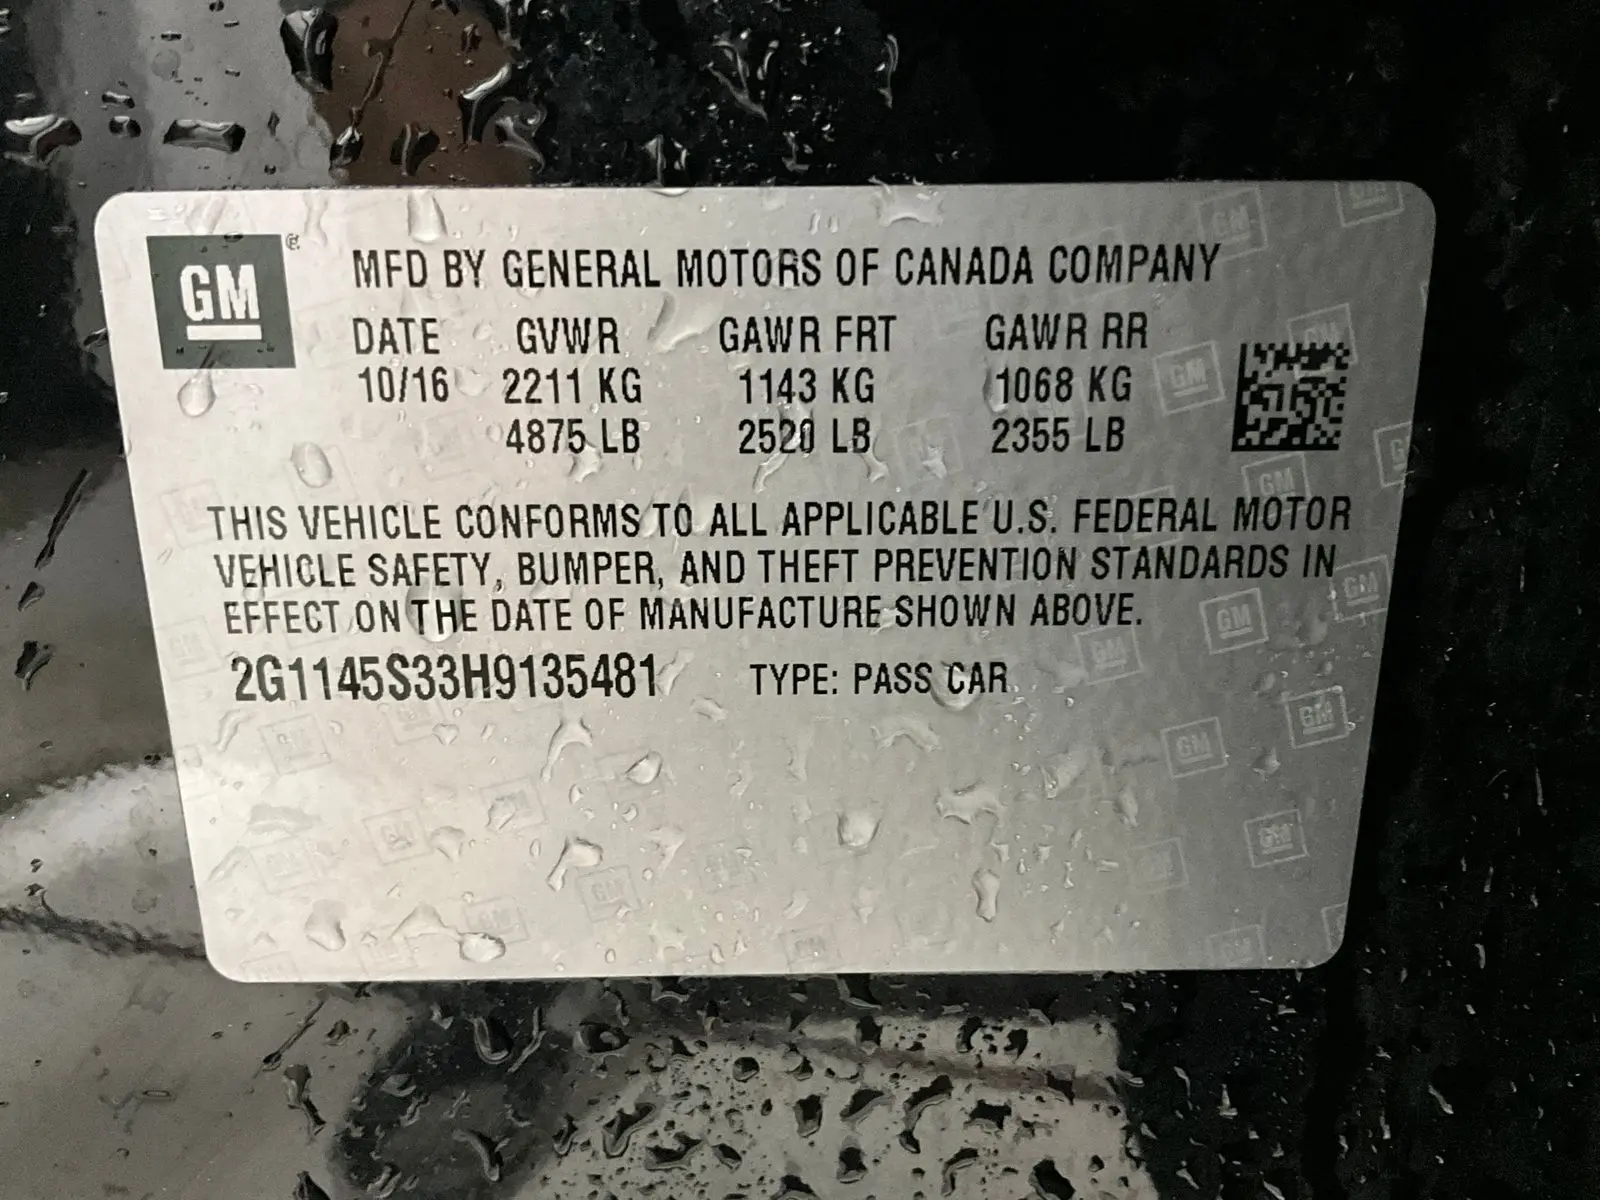 GM ®
MFD BY GENERAL MOTORS OF CANADA COMPANY
DATE GVWR GAWR FRT GAWR RR
10/16 2211 KG 1143 KG 1068 KG
4875 LB 2520 LB 2355 LB
THIS VEHICLE CONFORMS TO ALL APPLICABLE U.S. FEDERAL MOTOR
VEHICLE SAFETY, BUMPER, AND THEFT PREVENTION STANDARDS IN
EFFECT ON THE DATE OF MANUFACTURE SHOWN ABOVE.
2G1145S33H9135481 TYPE: PASS CAR